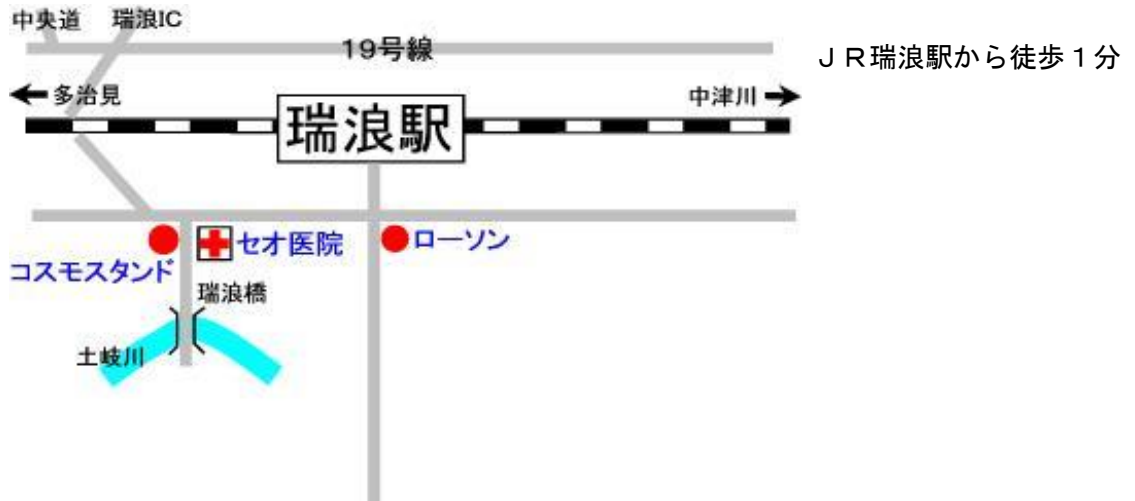 中央道
瑞浪IC
19号線
ＪＲ瑞浪駅から徒歩１分
多治見
中津川
瑞浪駅
セオ医院
ローソン
コスモスタンド
瑞浪橋
土岐川